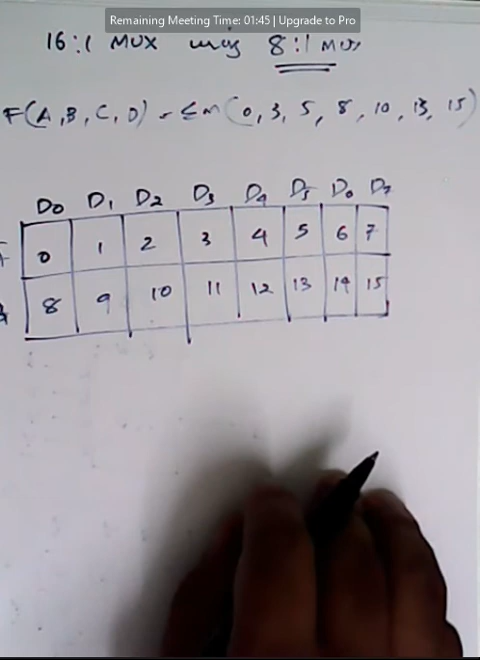 Remaining Meeting Time: 01:45 | Upgrade to Pro
16:1 MUX using 8:1 MUX
F(A,B,C,D) = Σm(0,3,5,8,10,13,15)
D0 D1 D2 D3 D4 D5 D6 D7
0 1 2 3 4 5 6 7
8 9 10 11 12 13 14 15